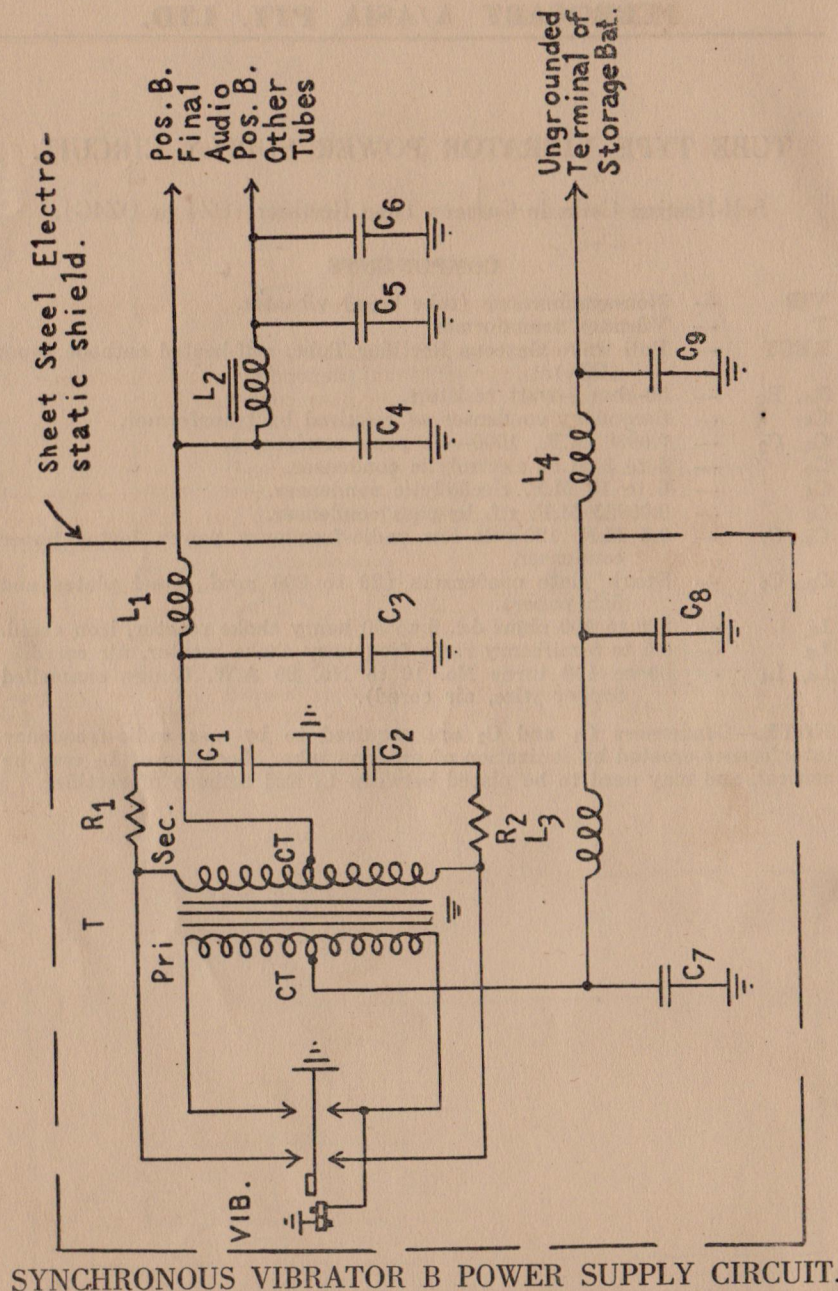 Sheet Steel Electro-
static shield.
Pos. B.
Final
Audio
Pos. B.
Other
Tubes
Ungrounded
Terminal of
Storage Bat.
L1
L2
C6
C5
C4
L4
C9
C3
C8
R1
C1
C2
R2
L3
Sec.
CT
T
Pri
CT
C7
VIB.
SYNCHRONOUS VIBRATOR B POWER SUPPLY CIRCUIT.